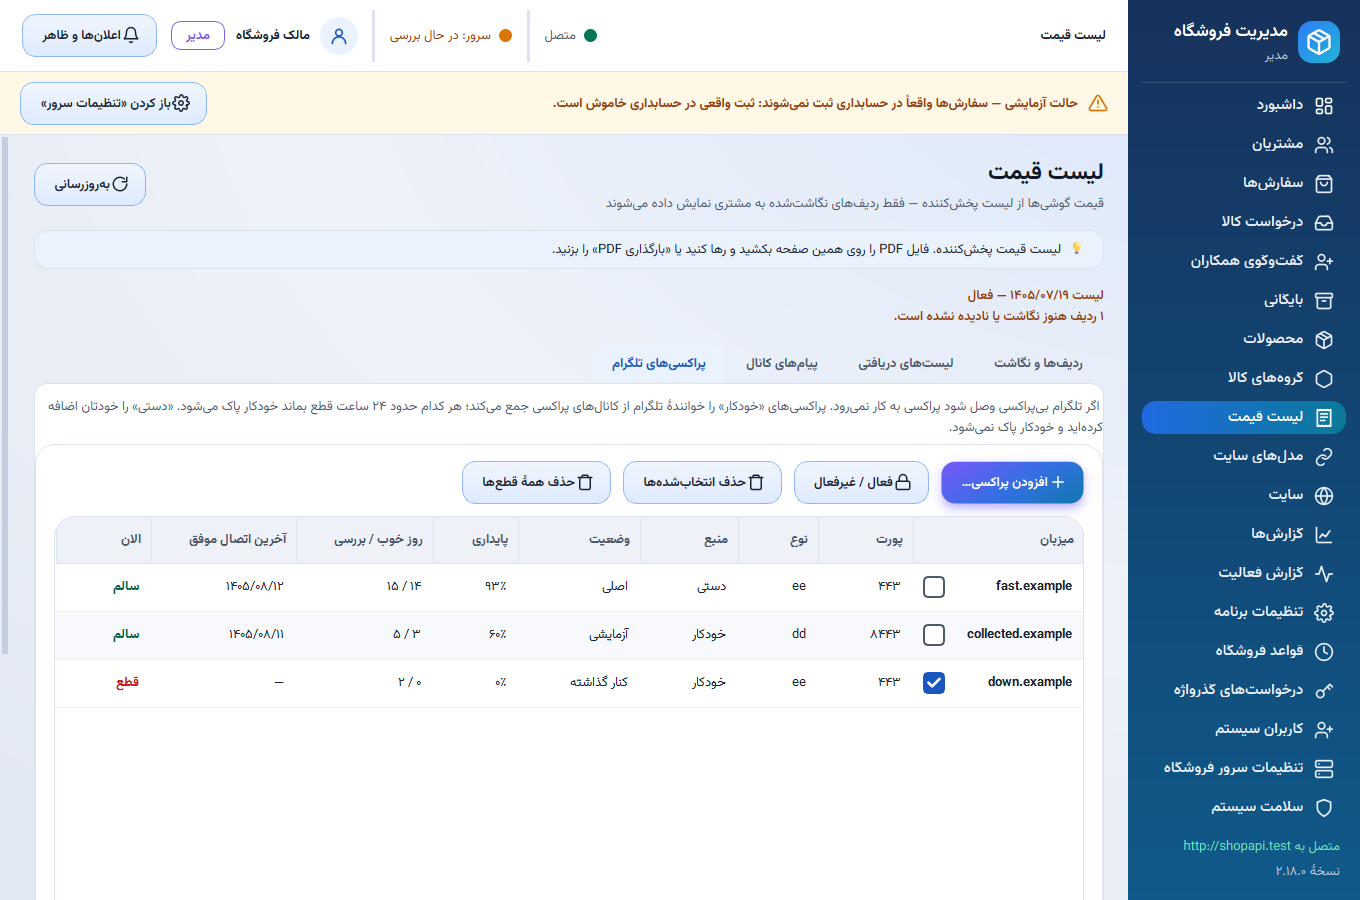 مدیریت فروشگاه
مدیر
داشبورد
مشتریان
سفارش‌ها
درخواست کالا
گفت‌وگوی همکاران
بایگانی
محصولات
گروه‌های کالا
لیست قیمت
مدل‌های سایت
سایت
گزارش‌ها
گزارش فعالیت
تنظیمات برنامه
قواعد فروشگاه
درخواست‌های گذرواژه
کاربران سیستم
تنظیمات سرور فروشگاه
سلامت سیستم
متصل به http://shopapi.test
نسخهٔ ۲.۱۸.۰
لیست قیمت
متصل
سرور: در حال بررسی
مالک فروشگاه
مدیر
اعلان‌ها و ظاهر
حالت آزمایشی — سفارش‌ها واقعاً در حسابداری ثبت نمی‌شوند: ثبت واقعی در حسابداری خاموش است.
باز کردن «تنظیمات سرور»
لیست قیمت
قیمت گوشی‌ها از لیست پخش‌کننده — فقط ردیف‌های نگاشت‌شده به مشتری نمایش داده می‌شوند
به‌روزرسانی
لیست قیمت پخش‌کننده. فایل PDF را روی همین صفحه بکشید و رها کنید یا «بارگذاری PDF» را بزنید.
لیست ۱۴۰۵/۰۷/۱۹ — فعال
۱ ردیف هنوز نگاشت یا نادیده نشده است.
ردیف‌ها و نگاشت
لیست‌های دریافتی
پیام‌های کانال
پراکسی‌های تلگرام
اگر تلگرام بی‌پراکسی وصل شود پراکسی به کار نمی‌رود. پراکسی‌های «خودکار» را خوانندهٔ تلگرام از کانال‌های پراکسی جمع می‌کند؛ هر کدام حدود ۲۴ ساعت قطع بماند خودکار پاک می‌شود. «دستی» را خودتان اضافه
کرده‌اید و خودکار پاک نمی‌شود.
افزودن پراکسی...
فعال / غیرفعال
حذف انتخاب‌شده‌ها
حذف همهٔ قطع‌ها
میزبان پورت نوع منبع وضعیت پایداری روز خوب / بررسی آخرین اتصال موفق الان
fast.example ۴۴۳ ee دستی اصلی ۹۳٪ ۱۴ / ۱۵ ۱۴۰۵/۰۸/۱۲ سالم
collected.example ۸۴۴۳ dd خودکار آزمایشی ۶۰٪ ۳ / ۵ ۱۴۰۵/۰۸/۱۱ سالم
down.example ۴۴۳ ee خودکار کنار گذاشته ۰٪ ۰ / ۲ — قطع